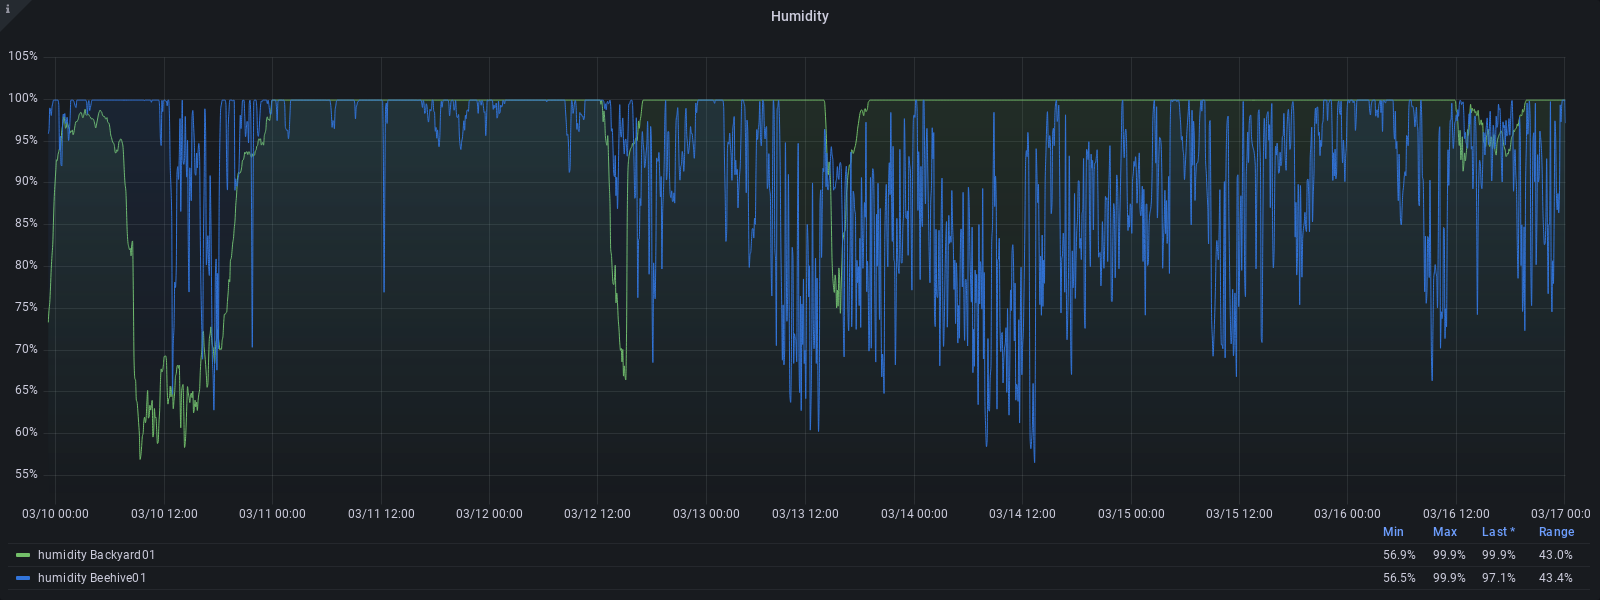 i
Humidity
105%
100%
95%
90%
85%
80%
75%
70%
65%
60%
55%
03/10 00:00 03/10 12:00 03/11 00:00 03/11 12:00 03/12 00:00 03/12 12:00 03/13 00:00 03/13 12:00 03/14 00:00 03/14 12:00 03/15 00:00 03/15 12:00 03/16 00:00 03/16 12:00 03/17 00:0
Min Max Last * Range
humidity Backyard01 56.9% 99.9% 99.9% 43.0%
humidity Beehive01 56.5% 99.9% 97.1% 43.4%